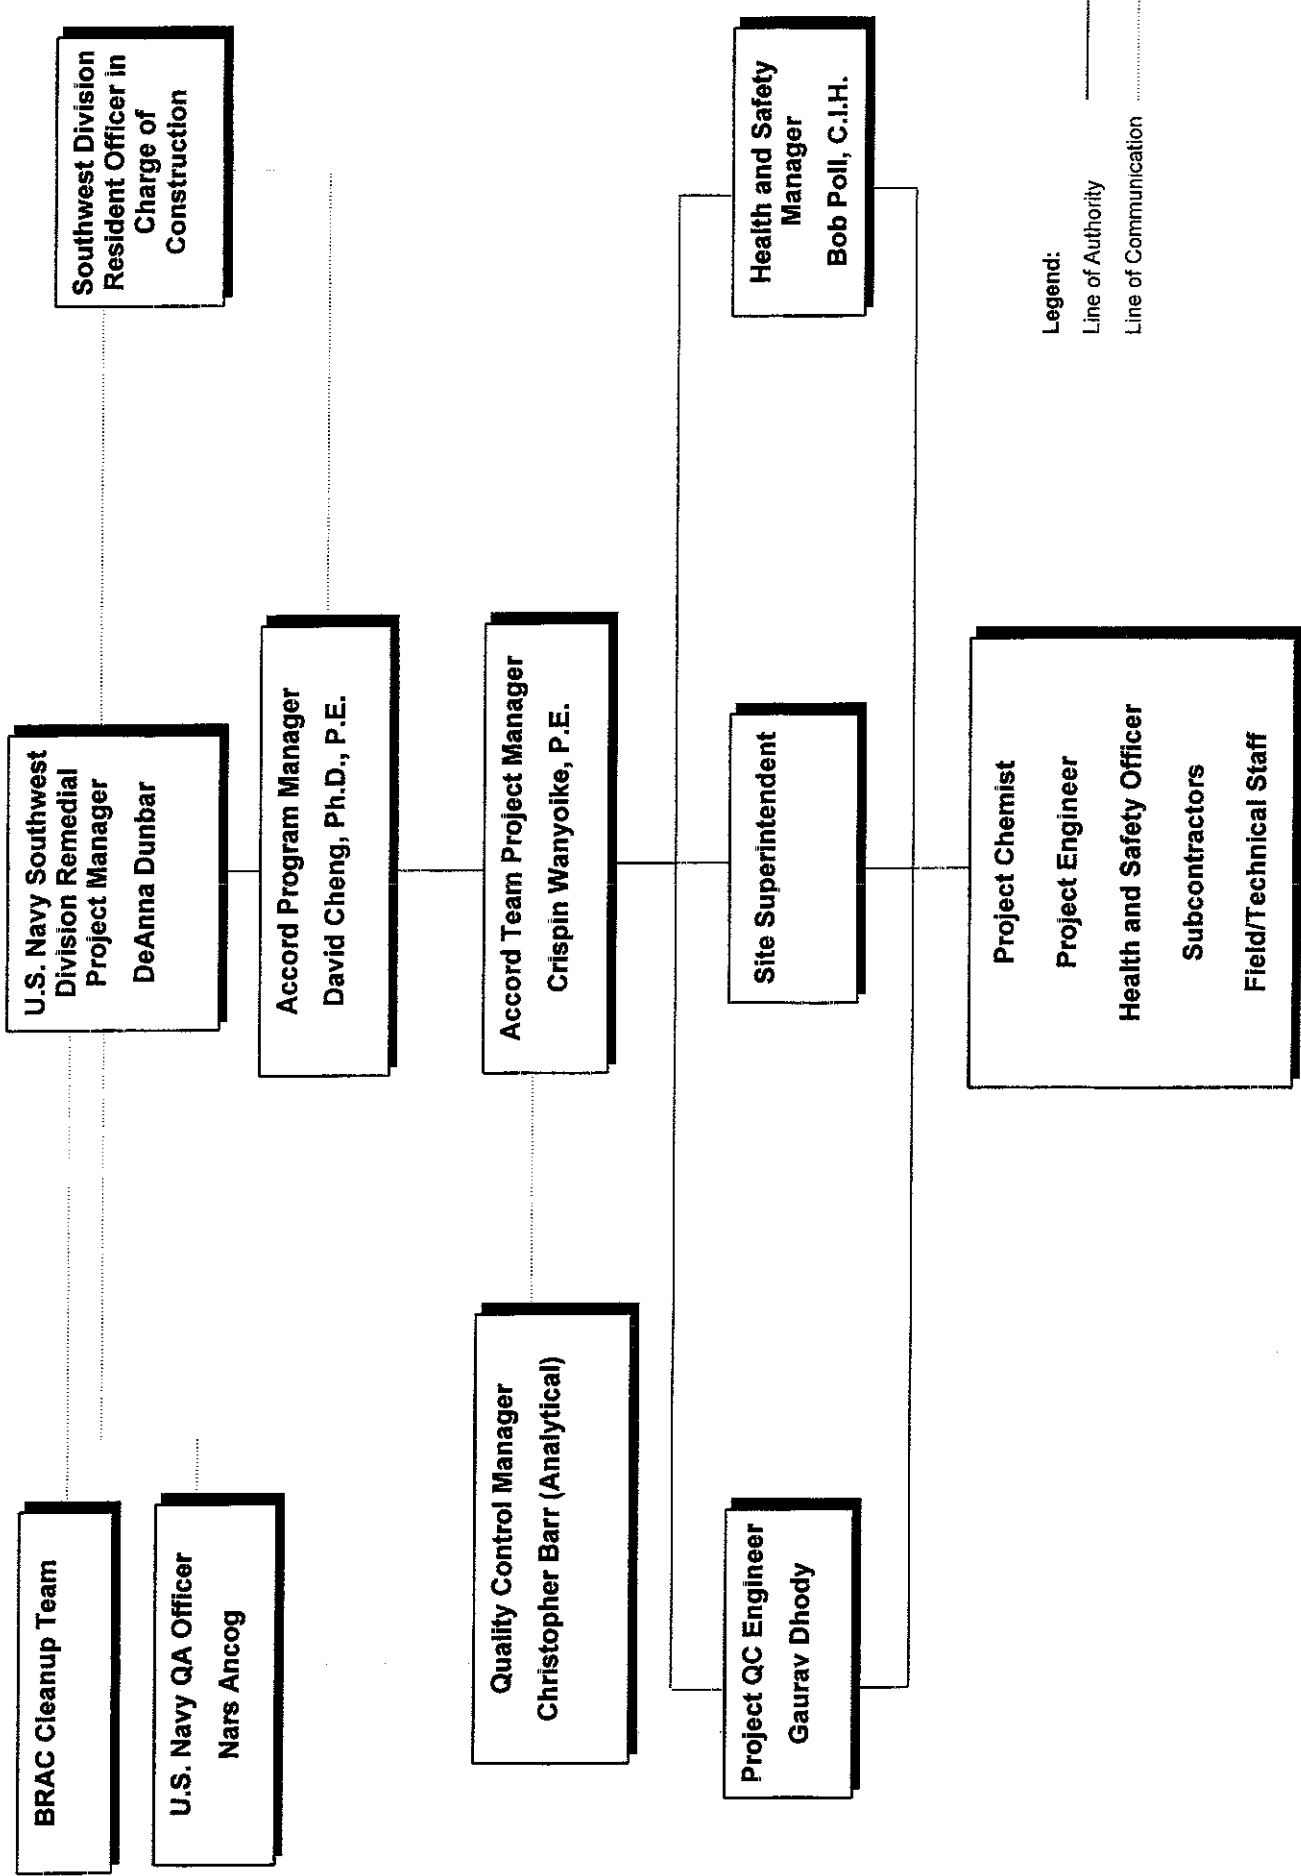 BRAC Cleanup Team
U.S. Navy QA Officer
Nars Ancog
U.S. Navy Southwest
Division Remedial
Project Manager
DeAnna Dunbar
Southwest Division
Resident Officer in
Charge of
Construction
Accord Program Manager
David Cheng, Ph.D., P.E.
Quality Control Manager
Christopher Barr (Analytical)
Accord Team Project Manager
Crispin Wanyoike, P.E.
Project QC Engineer
Gaurav Dhody
Site Superintendent
Health and Safety
Manager
Bob Poll, C.I.H.
Project Chemist
Project Engineer
Health and Safety Officer
Subcontractors
Field/Technical Staff
Legend:
Line of Authority
Line of Communication